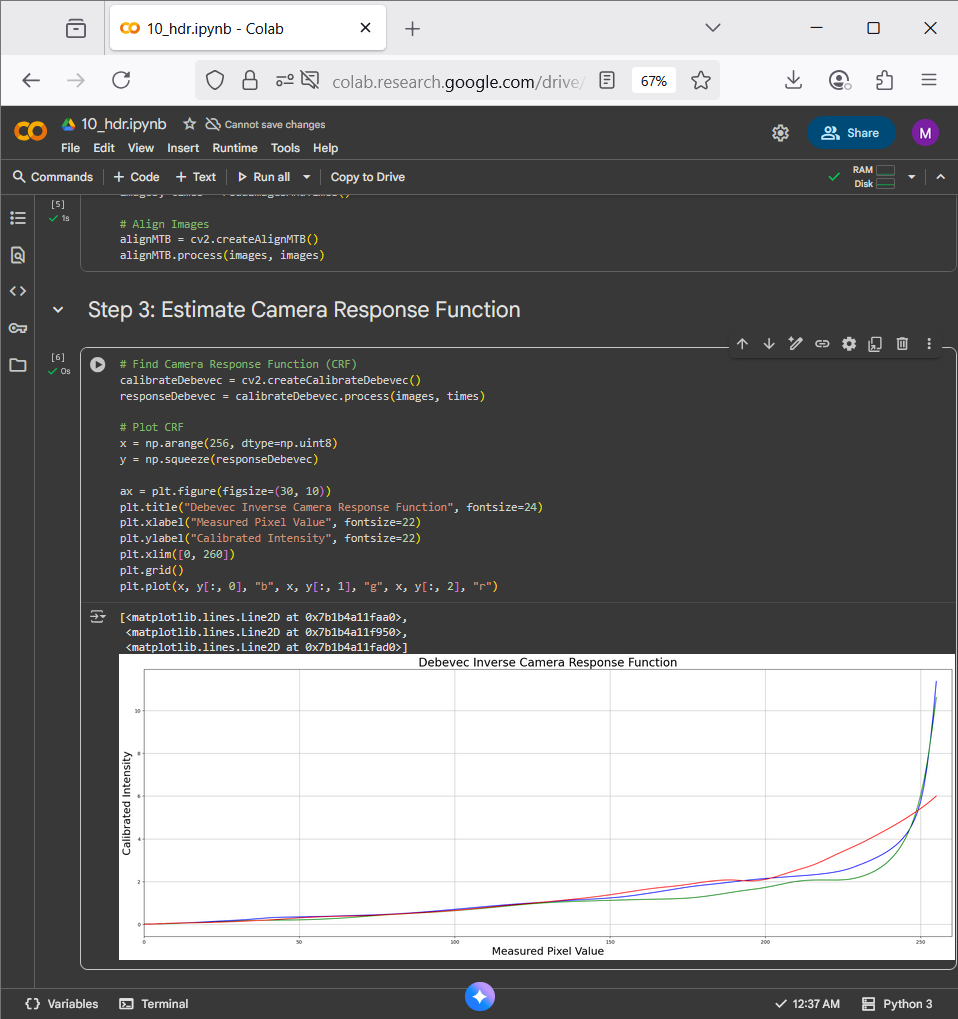 10_hdr.ipynb - Colab
colab.research.google.com/drive/
67%
10_hdr.ipynb
Cannot save changes
Share
M
File Edit View Insert Runtime Tools Help
Commands + Code + Text Run all Copy to Drive
RAM
Disk
[5]
1s
# Align Images
alignMTB = cv2.createAlignMTB()
alignMTB.process(images, images)
Step 3: Estimate Camera Response Function
[6]
0s
# Find Camera Response Function (CRF)
calibrateDebevec = cv2.createCalibrateDebevec()
responseDebevec = calibrateDebevec.process(images, times)
# Plot CRF
x = np.arange(256, dtype=np.uint8)
y = np.squeeze(responseDebevec)
ax = plt.figure(figsize=(30, 10))
plt.title("Debevec Inverse Camera Response Function", fontsize=24)
plt.xlabel("Measured Pixel Value", fontsize=22)
plt.ylabel("Calibrated Intensity", fontsize=22)
plt.xlim([0, 260])
plt.grid()
plt.plot(x, y[:, 0], "b", x, y[:, 1], "g", x, y[:, 2], "r")
[<matplotlib.lines.Line2D at 0x7b1b4a11faa0>,
<matplotlib.lines.Line2D at 0x7b1b4a11f950>,
<matplotlib.lines.Line2D at 0x7b1b4a11fad0>]
Debevec Inverse Camera Response Function
Calibrated Intensity
10
8
6
4
2
0
0 50 100 150 200 250
Measured Pixel Value
Variables Terminal
12:37 AM Python 3